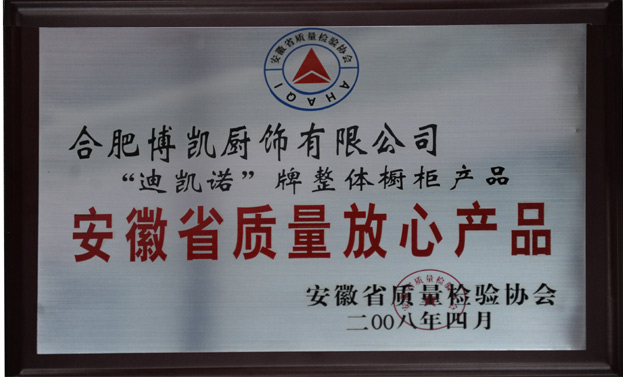 安徽省质量检验协会
AHAQI
合肥博凯厨饰有限公司
“迪凯诺”牌整体橱柜产品
安徽省质量放心产品
安徽省质量检验协会
二00八年四月